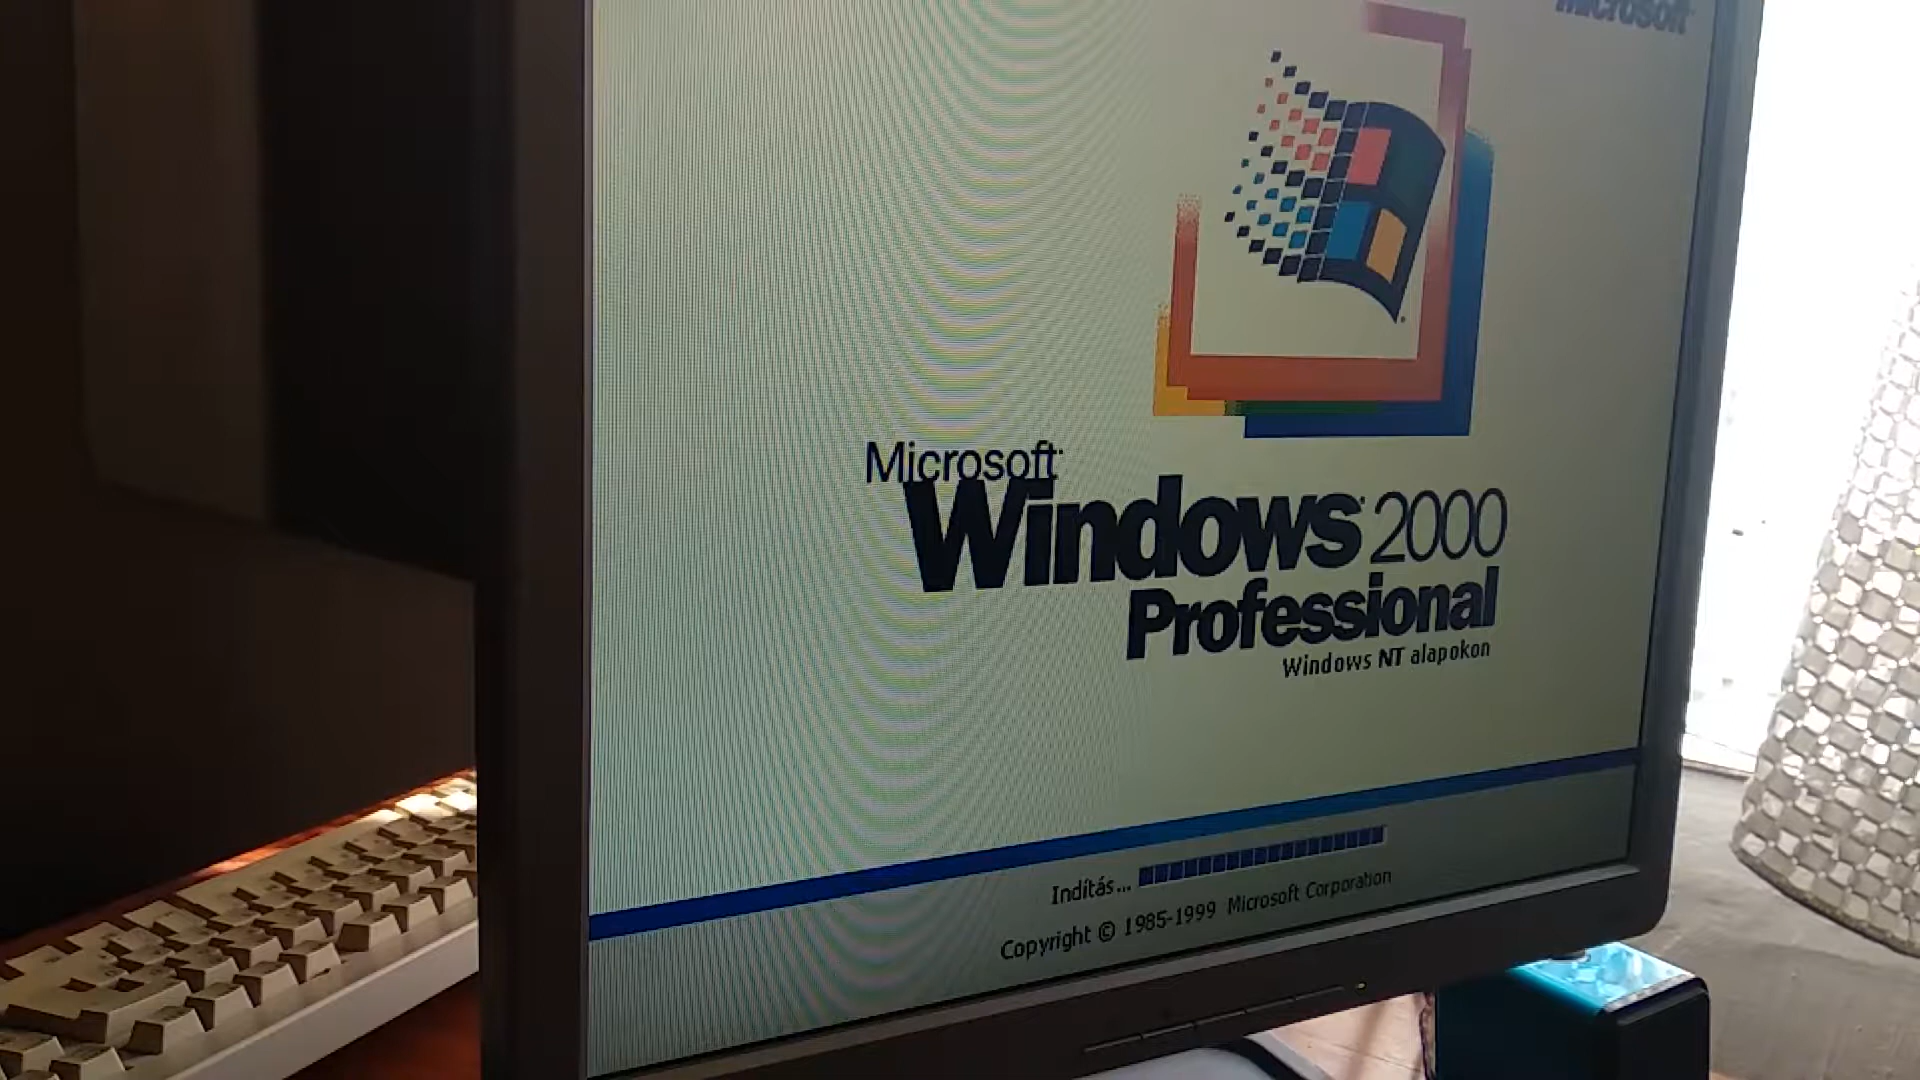 Microsoft
Microsoft
Windows 2000
Professional
Windows NT alapokon
Indítás...
Copyright © 1985-1999 Microsoft Corporation